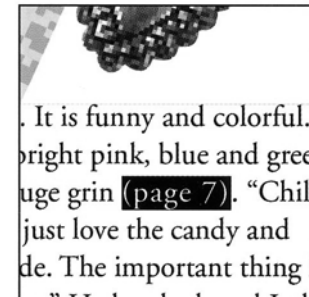 . It is funny and colorful.
bright pink, blue and gree
uge grin (page 7). “Chil
just love the candy and
de. The important thing